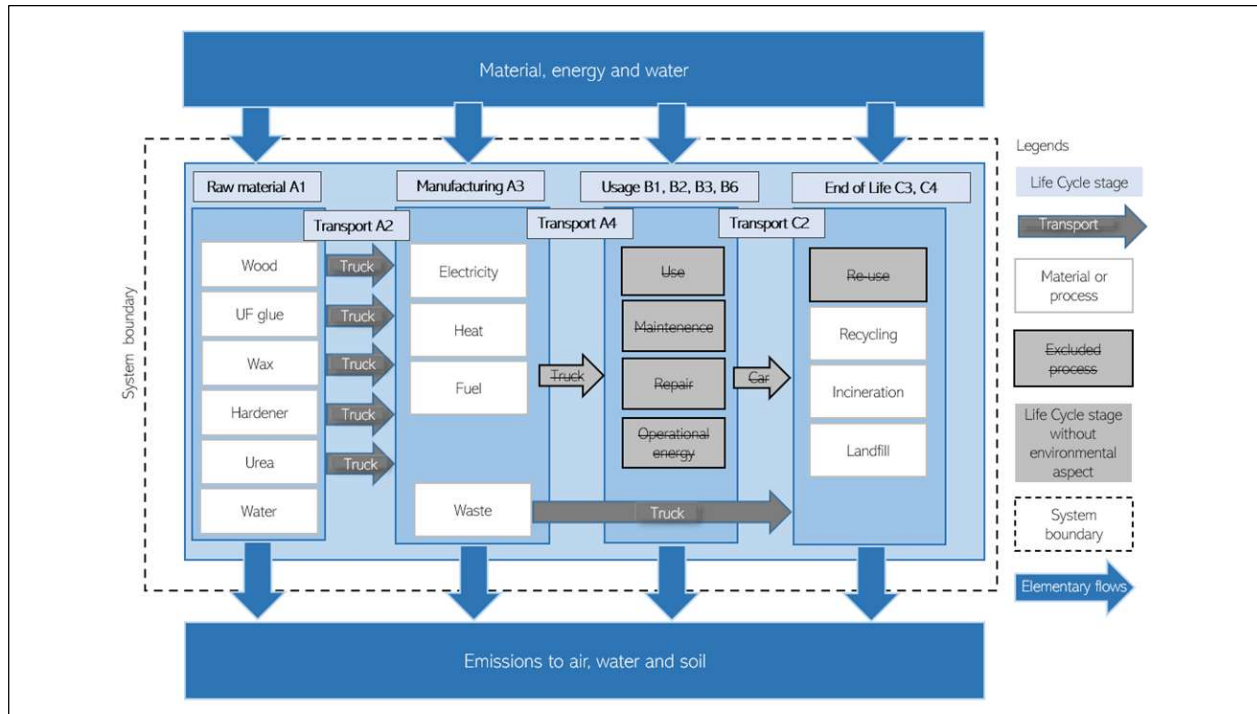 Material, energy and water
System boundary
Raw material A1
Manufacturing A3
Usage B1, B2, B3, B6
End of Life C3, C4
Transport A2
Transport A4
Transport C2
Wood
UF glue
Wax
Hardener
Urea
Water
Truck
Truck
Truck
Truck
Truck
Electricity
Heat
Fuel
Waste
Truck
Truck
Use
Maintenence
Repair
Operational
energy
Car
Re-use
Recycling
Incineration
Landfill
Emissions to air, water and soil
Legends
Life Cycle stage
Transport
Material or
process
Excluded
process
Life Cycle stage
without
environmental
aspect
System
boundary
Elementary flows